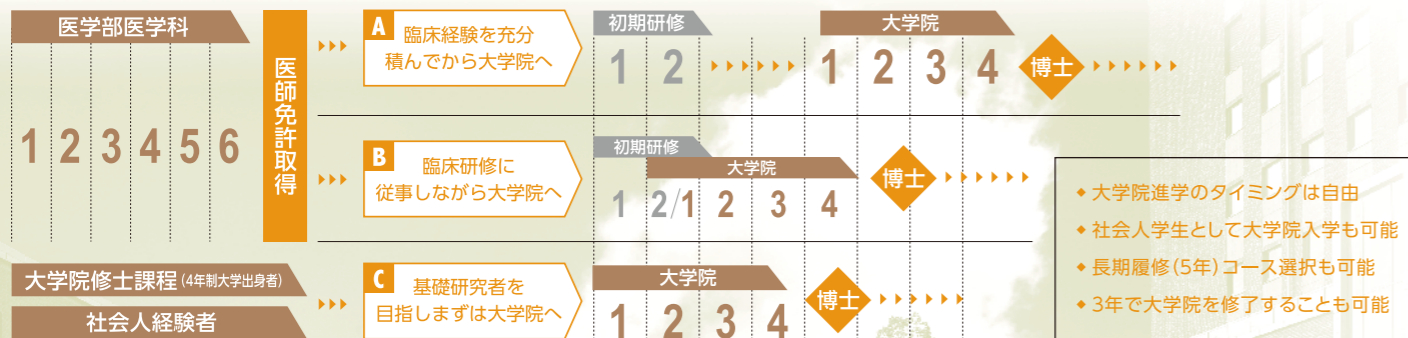 医学部医学科
1 2 3 4 5 6
医師免許取得
A 臨床経験を充分
積んでから大学院へ
初期研修
1 2
大学院
1 2 3 4
博士
B 臨床研修に
従事しながら大学院へ
初期研修
大学院
1 2/1 2 3 4
博士
大学院修士課程(4年制大学出身者)
社会人経験者
C 基礎研究者を
目指しまずは大学院へ
大学院
1 2 3 4
博士
◆ 大学院進学のタイミングは自由
◆ 社会人学生として大学院入学も可能
◆ 長期履修(5年)コース選択も可能
◆ 3年で大学院を修了することも可能